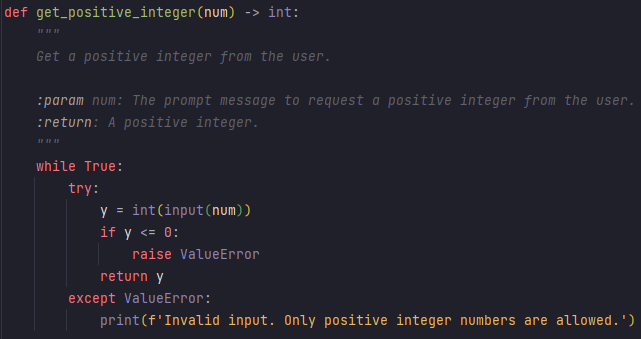 def get_positive_integer(num) -> int:
    """
    Get a positive integer from the user.

    :param num: The prompt message to request a positive integer from the user.
    :return: A positive integer.
    """
    while True:
        try:
            y = int(input(num))
            if y <= 0:
                raise ValueError
            return y
        except ValueError:
            print(f'Invalid input. Only positive integer numbers are allowed.')